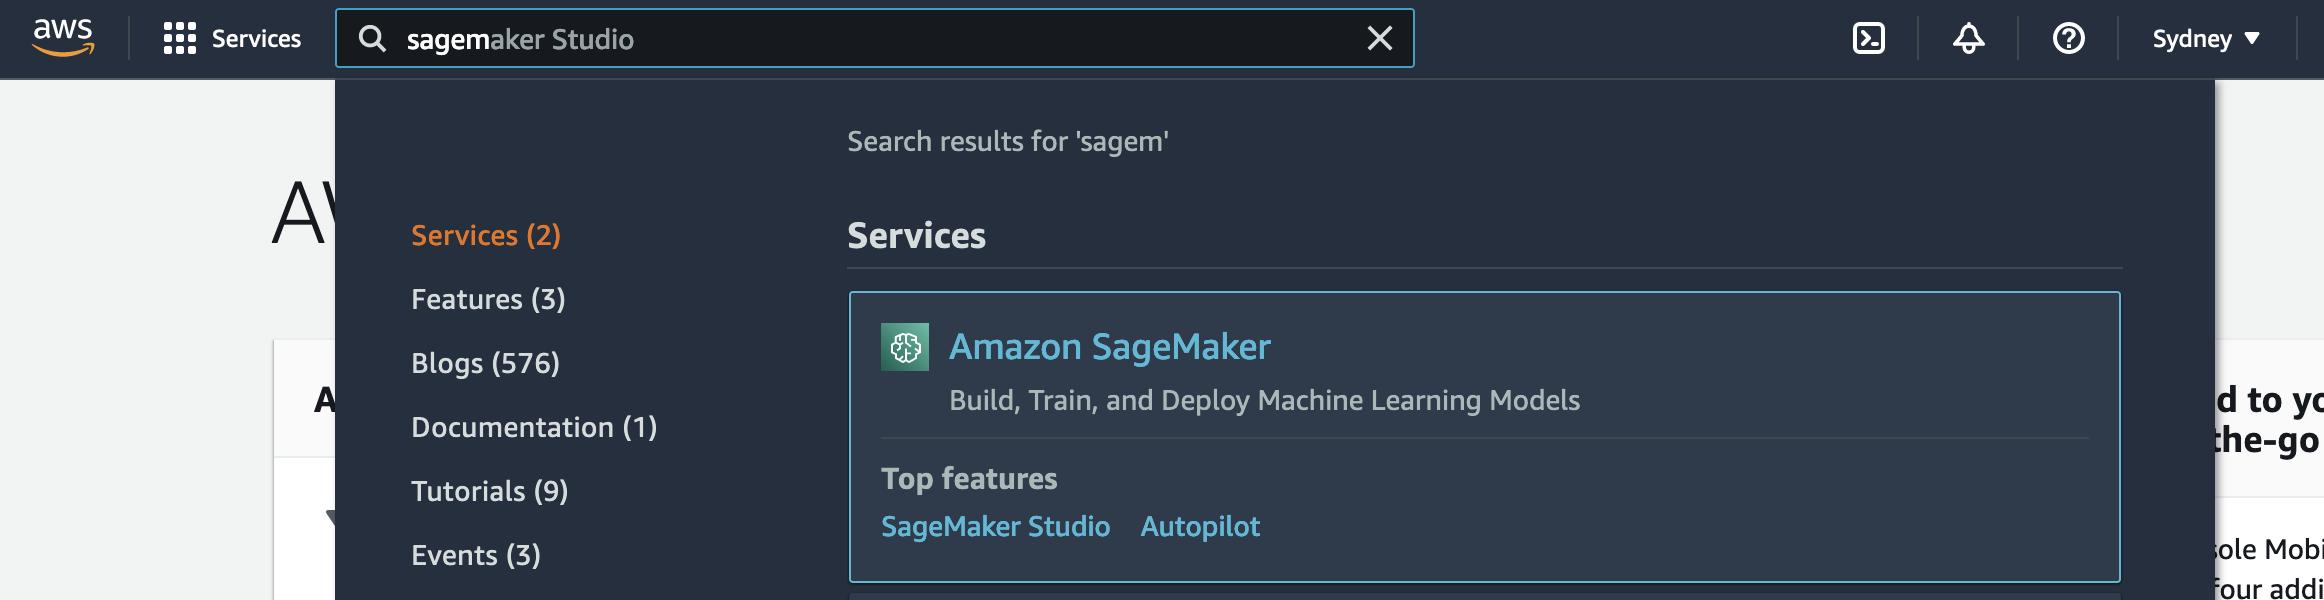 aws
Services
sagemaker Studio
Sydney
Search results for 'sagem'
Services (2)
Features (3)
Blogs (576)
Documentation (1)
Tutorials (9)
Events (3)
Services
Amazon SageMaker
Build, Train, and Deploy Machine Learning Models
Top features
SageMaker Studio Autopilot
d to yo
the-go
sole Mobi
four addi